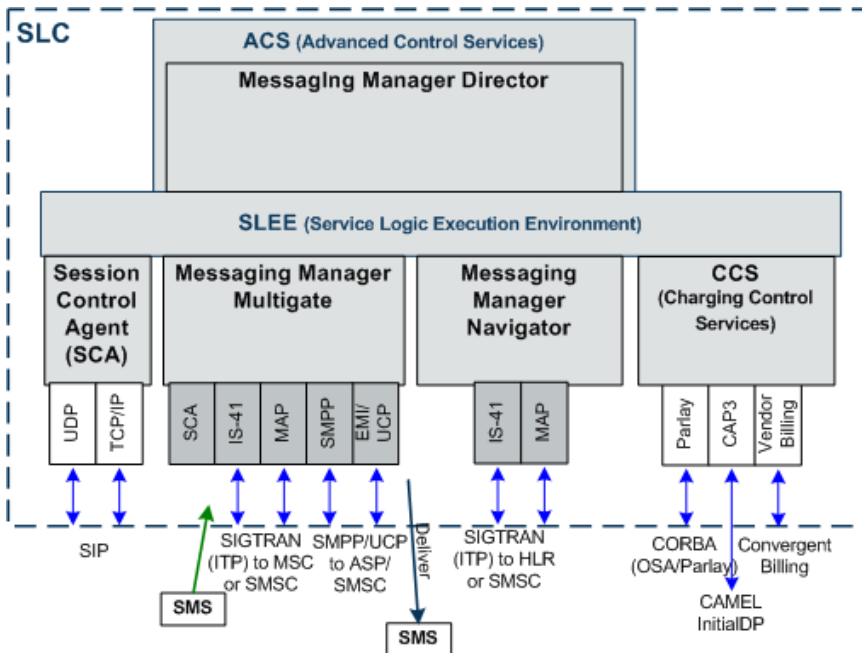 SLC
ACS (Advanced Control Services)
MessagIng Manager Director
SLEE (Service Logic Execution Environment)
Session
Control
Agent
(SCA)
Messaging Manager
Multigate
Messaging
Manager
Navigator
CCS
(Charging Control
Services)
UDP
TCP/IP
SCA
IS-41
MAP
SMPP
EMI/
UCP
IS-41
MAP
Parlay
CAP3
Vendor
Billing
SIP
SIGTRAN
(ITP) to MSC
or SMSC
SMPP/UCP
to ASP/
SMSC
Deliver
SIGTRAN
(ITP) to HLR
or SMSC
CORBA
(OSA/Parlay)
Convergent
Billing
CAMEL
InitialDP
SMS
SMS